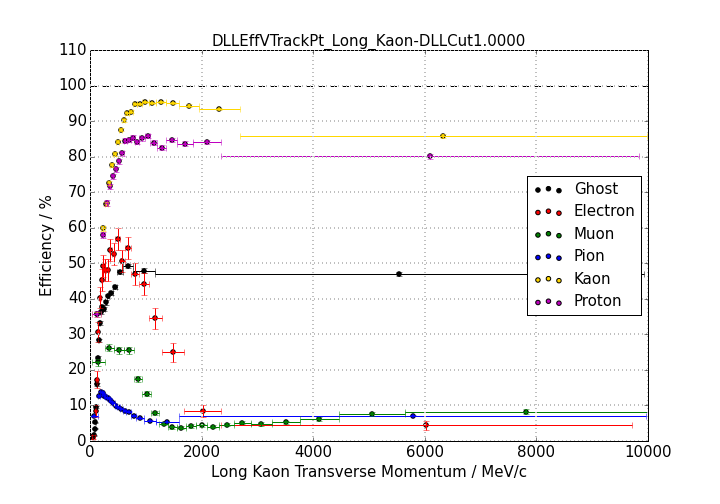 DLLEffVTrackPt_Long_Kaon-DLLCut1.0000
110
100
90
80
70
60
50
40
30
20
10
0
Efficiency / %
Ghost
Electron
Muon
Pion
Kaon
Proton
0 2000 4000 6000 8000 10000
Long Kaon Transverse Momentum / MeV/c